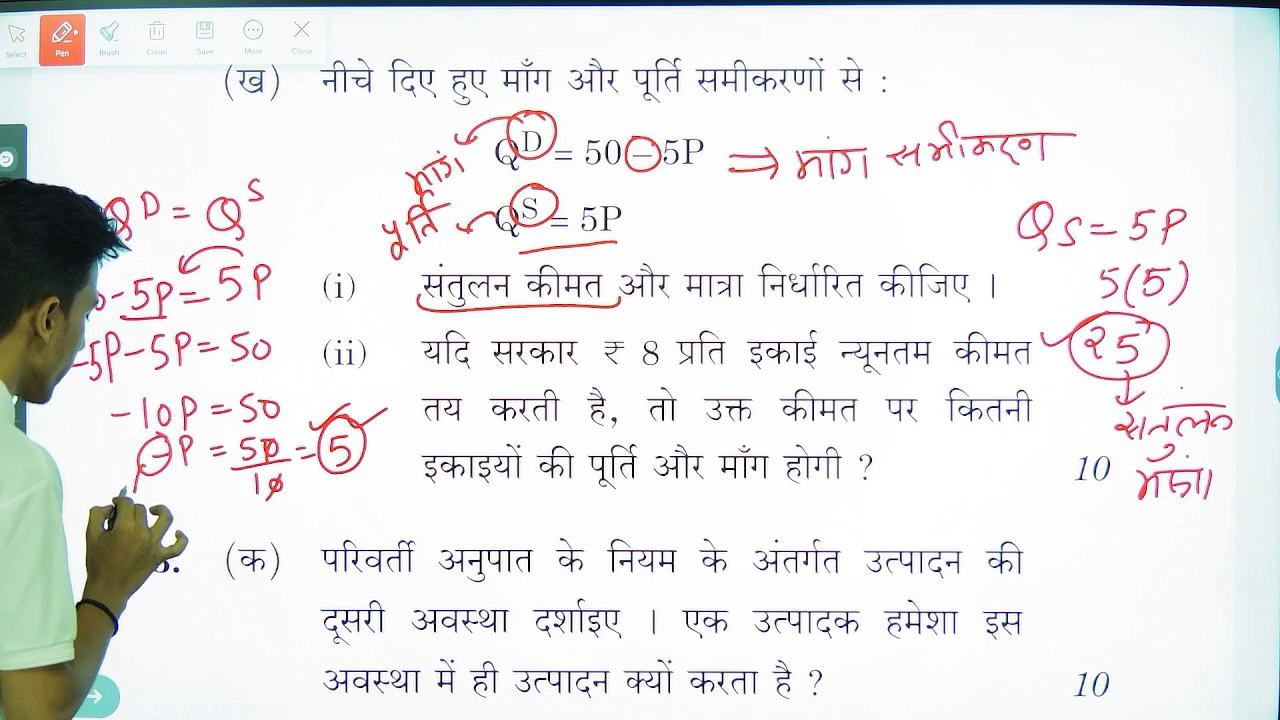 Select Pen Brush Clean Save More Close
(ख) नीचे दिए हुए माँग और पूर्ति समीकरणों से :
Q^D = 50 – 5P ⇒ मांग समीकरण
मांग
Q^S = 5P
पूर्ति
(i) संतुलन कीमत और मात्रा निर्धारित कीजिए ।
(ii) यदि सरकार ₹ 8 प्रति इकाई न्यूनतम कीमत
तय करती है, तो उक्त कीमत पर कितनी
इकाइयों की पूर्ति और माँग होगी ? 10
QD = QS
-5p = 5P
-5P-5P = 50
-10P = 50
-P = 50/10 = 5
QS = 5P
5(5)
25
संतुलन
(क) परिवर्ती अनुपात के नियम के अंतर्गत उत्पादन की
दूसरी अवस्था दर्शाइए । एक उत्पादक हमेशा इस
अवस्था में ही उत्पादन क्यों करता है ? 10